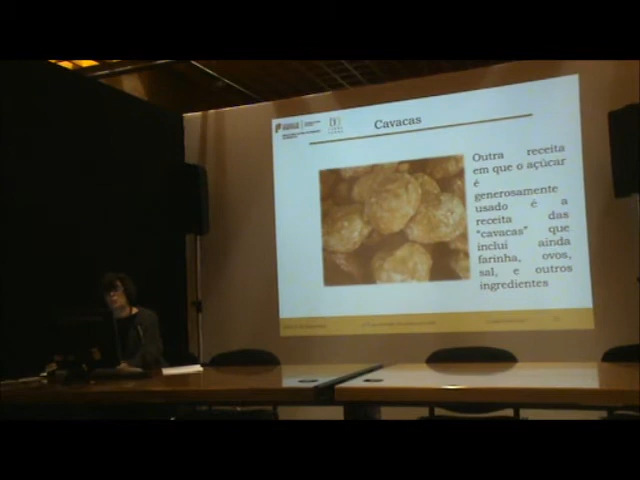 Cavacas
Outra receita
em que o açúcar
é
generosamente
usado é a
receita das
"cavacas" que
inclui ainda
farinha, ovos,
sal, e outros
ingredientes